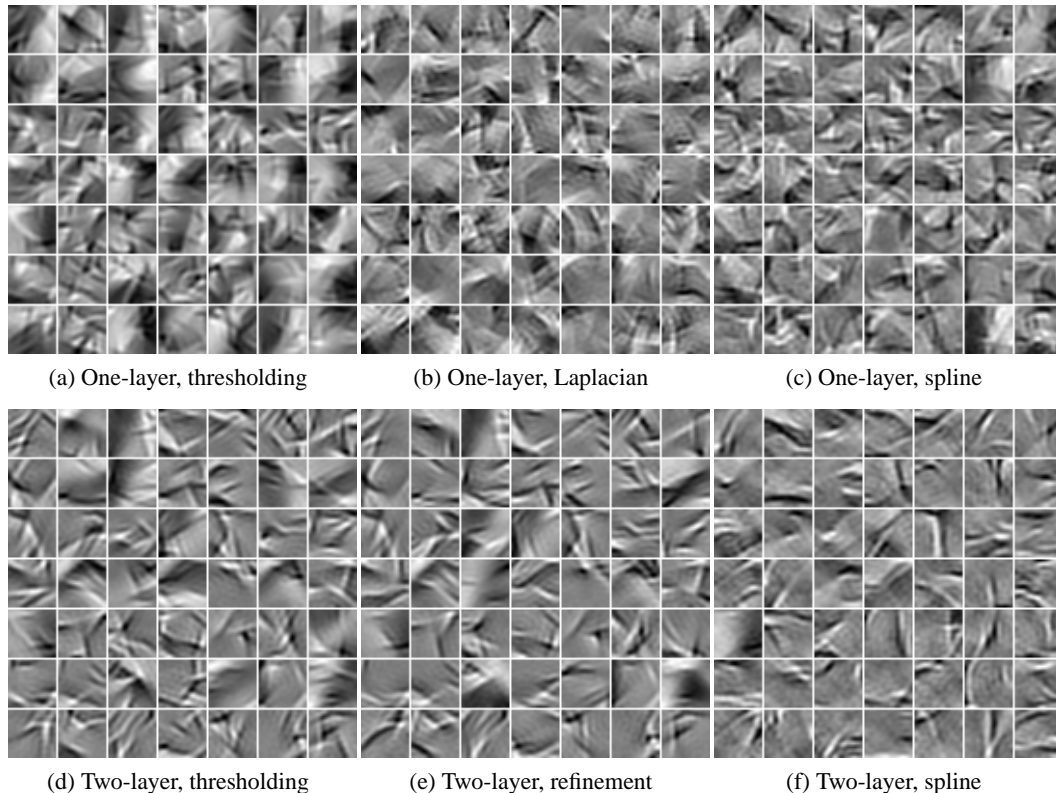 (a) One-layer, thresholding
(b) One-layer, Laplacian
(c) One-layer, spline
(d) Two-layer, thresholding
(e) Two-layer, refinement
(f) Two-layer, spline